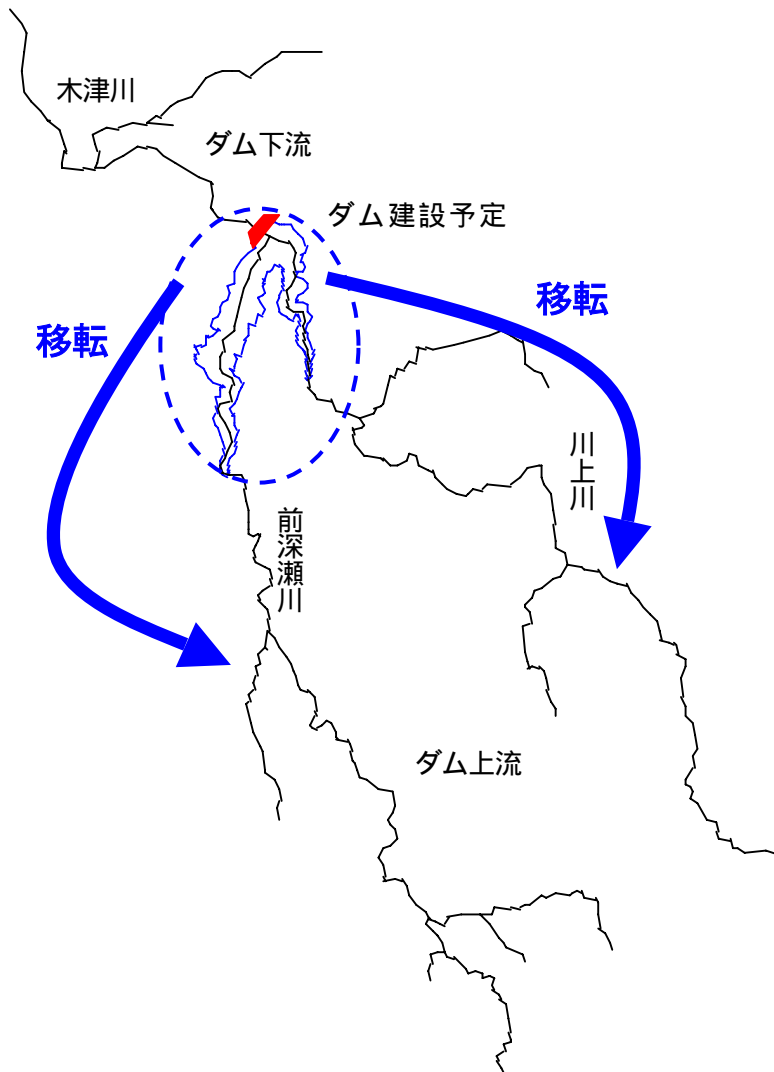 木津川
ダム下流
ダム建設予定
移転
移転
川上川
前深瀬川
ダム上流